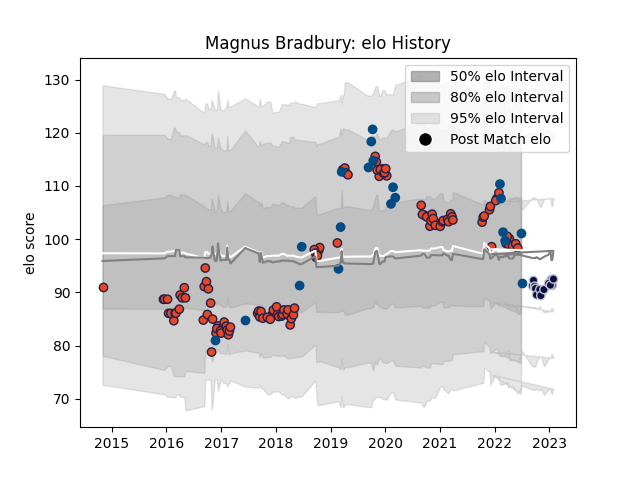 Magnus Bradbury: elo History
130
120
110
100
90
80
70
elo score
50% elo Interval
80% elo Interval
95% elo Interval
Post Match elo
2015 2016 2017 2018 2019 2020 2021 2022 2023